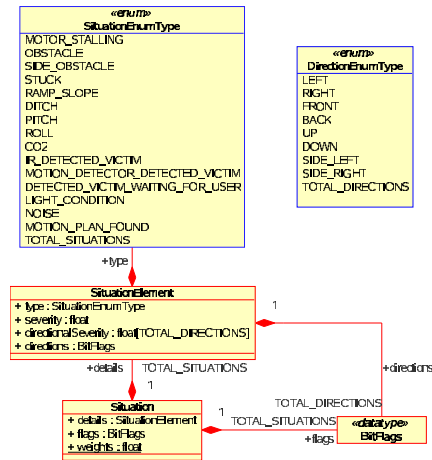 «enum»
SituationEnumType
MOTOR_STALLING
OBSTACLE
SIDE_OBSTACLE
STUCK
RAMP_SLOPE
DITCH
PITCH
ROLL
CO2
IR_DETECTED_VICTIM
MOTION_DETECTOR_DETECTED_VICTIM
DETECTED_VICTIM_WAITING_FOR_USER
LIGHT_CONDITION
NOISE
MOTION_PLAN_FOUND
TOTAL_SITUATIONS
«enum»
DirectionEnumType
LEFT
RIGHT
FRONT
BACK
UP
DOWN
SIDE_LEFT
SIDE_RIGHT
TOTAL_DIRECTIONS
+type
SituationElement
+ type : SituationEnumType
+ severity : float
+ directionalSeverity : float[TOTAL_DIRECTIONS]
+ directions : BitFlags
1
+directions
TOTAL_DIRECTIONS
+details TOTAL_SITUATIONS
1
Situation
+ details : SituationElement
+ flags : BitFlags
+ weights : float
1
TOTAL_SITUATIONS
+flags
«datatype»
BitFlags